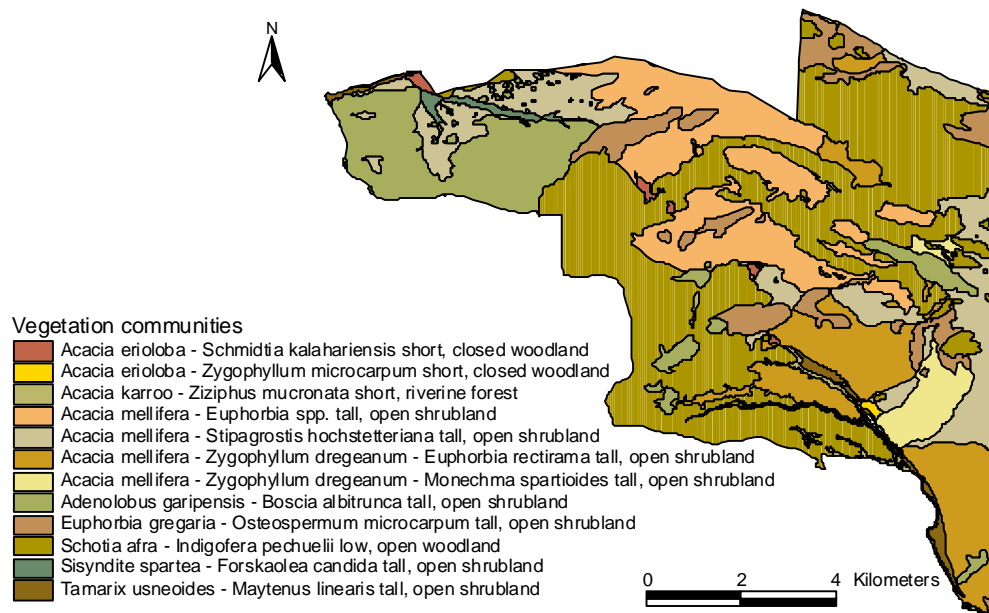 N
Vegetation communities
Acacia erioloba - Schmidtia kalahariensis short, closed woodland
Acacia erioloba - Zygophyllum microcarpum short, closed woodland
Acacia karroo - Ziziphus mucronata short, riverine forest
Acacia mellifera - Euphorbia spp. tall, open shrubland
Acacia mellifera - Stipagrostis hochstetteriana tall, open shrubland
Acacia mellifera - Zygophyllum dregeanum - Euphorbia rectirama tall, open shrubland
Acacia mellifera - Zygophyllum dregeanum - Monechma spartioides tall, open shrubland
Adenolobus garipensis - Boscia albitrunca tall, open shrubland
Euphorbia gregaria - Osteospermum microcarpum tall, open shrubland
Schotia afra - Indigofera pechuelii low, open woodland
Sisyndite spartea - Forskaolea candida tall, open shrubland
Tamarix usneoides - Maytenus linearis tall, open shrubland
0 2 4 Kilometers